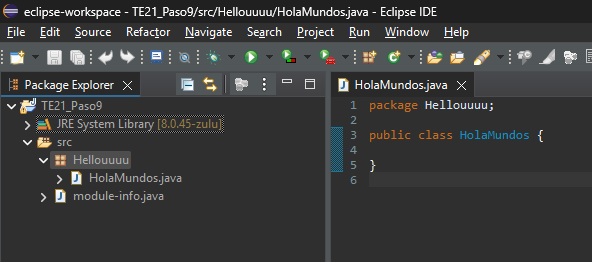 eclipse-workspace - TE21_Paso9/src/Hellouuuu/HolaMundos.java - Eclipse IDE
File Edit Source Refactor Navigate Search Project Run Window Help
Package Explorer
TE21_Paso9
JRE System Library [8.0.45-zulu]
src
Hellouuuu
HolaMundos.java
module-info.java
HolaMundos.java
1 package Hellouuuu;
2
3 public class HolaMundos {
4
5 }
6